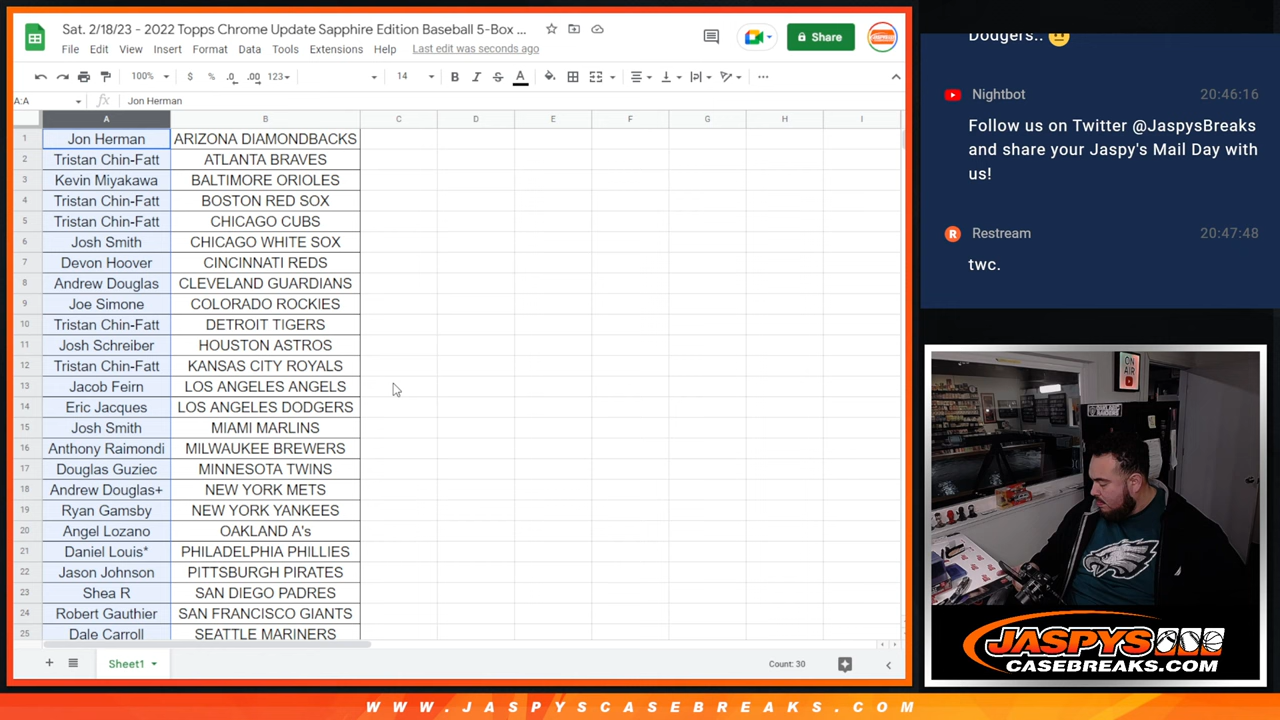 Sat. 2/18/23 - 2022 Topps Chrome Update Sapphire Edition Baseball 5-Box ...
File Edit View Insert Format Data Tools Extensions Help Last edit was seconds ago
Share
100% $ % .0 .00 123 14 B I S A
A:A fx Jon Herman
A B C D E F G H I
1 Jon Herman ARIZONA DIAMONDBACKS
2 Tristan Chin-Fatt ATLANTA BRAVES
3 Kevin Miyakawa BALTIMORE ORIOLES
4 Tristan Chin-Fatt BOSTON RED SOX
5 Tristan Chin-Fatt CHICAGO CUBS
6 Josh Smith CHICAGO WHITE SOX
7 Devon Hoover CINCINNATI REDS
8 Andrew Douglas CLEVELAND GUARDIANS
9 Joe Simone COLORADO ROCKIES
10 Tristan Chin-Fatt DETROIT TIGERS
11 Josh Schreiber HOUSTON ASTROS
12 Tristan Chin-Fatt KANSAS CITY ROYALS
13 Jacob Feirn LOS ANGELES ANGELS
14 Eric Jacques LOS ANGELES DODGERS
15 Josh Smith MIAMI MARLINS
16 Anthony Raimondi MILWAUKEE BREWERS
17 Douglas Guziec MINNESOTA TWINS
18 Andrew Douglas+ NEW YORK METS
19 Ryan Gamsby NEW YORK YANKEES
20 Angel Lozano OAKLAND A's
21 Daniel Louis* PHILADELPHIA PHILLIES
22 Jason Johnson PITTSBURGH PIRATES
23 Shea R SAN DIEGO PADRES
24 Robert Gauthier SAN FRANCISCO GIANTS
25 Dale Carroll SEATTLE MARINERS
Sheet1
Count: 30
Dodgers..
Nightbot 20:46:16
Follow us on Twitter @JaspysBreaks
and share your Jaspy's Mail Day with
us!
Restream 20:47:48
twc.
ON
AIR
EAGLES
JASPYS
CASEBREAKS.COM
WWW.JASPYSCASEBREAKS.COM